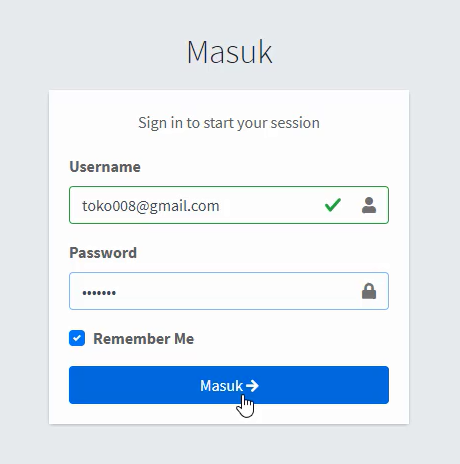 Masuk
Sign in to start your session
Username
toko008@gmail.com
Password
•••••••
Remember Me
Masuk